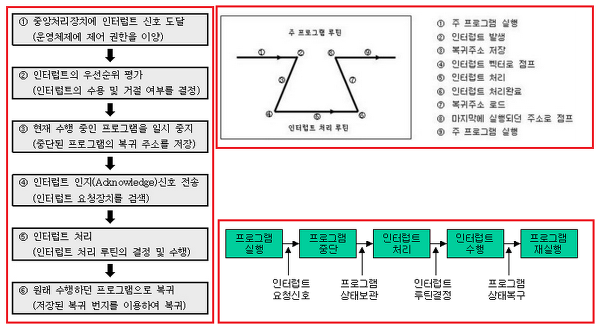 ① 중앙처리장치에 인터럽트 신호 도달
(운영체제에 제어 권한을 이양)
② 인터럽트의 우선순위 평가
(인터럽트의 수용 및 거절 여부를 결정)
③ 현재 수행 중인 프로그램을 일시 중지
(중단된 프로그램의 복귀 주소를 저장)
④ 인터럽트 인지(Acknowledge)신호 전송
(인터럽트 요청장치를 검색)
⑤ 인터럽트 처리
(인터럽트 처리 루틴의 결정 및 수행)
⑥ 원래 수행하던 프로그램으로 복귀
(저장된 복귀 번지를 이용하여 복귀)
주 프로그램 루틴
① ② ⑧ ⑨
③ ⑦
④ ⑤ ⑥
인터럽트 처리 루틴
① 주 프로그램 실행
② 인터럽트 발생
③ 복귀주소 저장
④ 인터럽트 벡터로 점프
⑤ 인터럽트 처리
⑥ 인터럽트 처리완료
⑦ 복귀주소 로드
⑧ 마지막에 실행되던 주소로 점프
⑨ 주 프로그램 실행
프로그램 실행
프로그램 중단
인터럽트 처리
인터럽트 수행
프로그램 재실행
인터럽트 요청신호
프로그램 상태보관
인터럽트 루틴결정
프로그램 상태복구